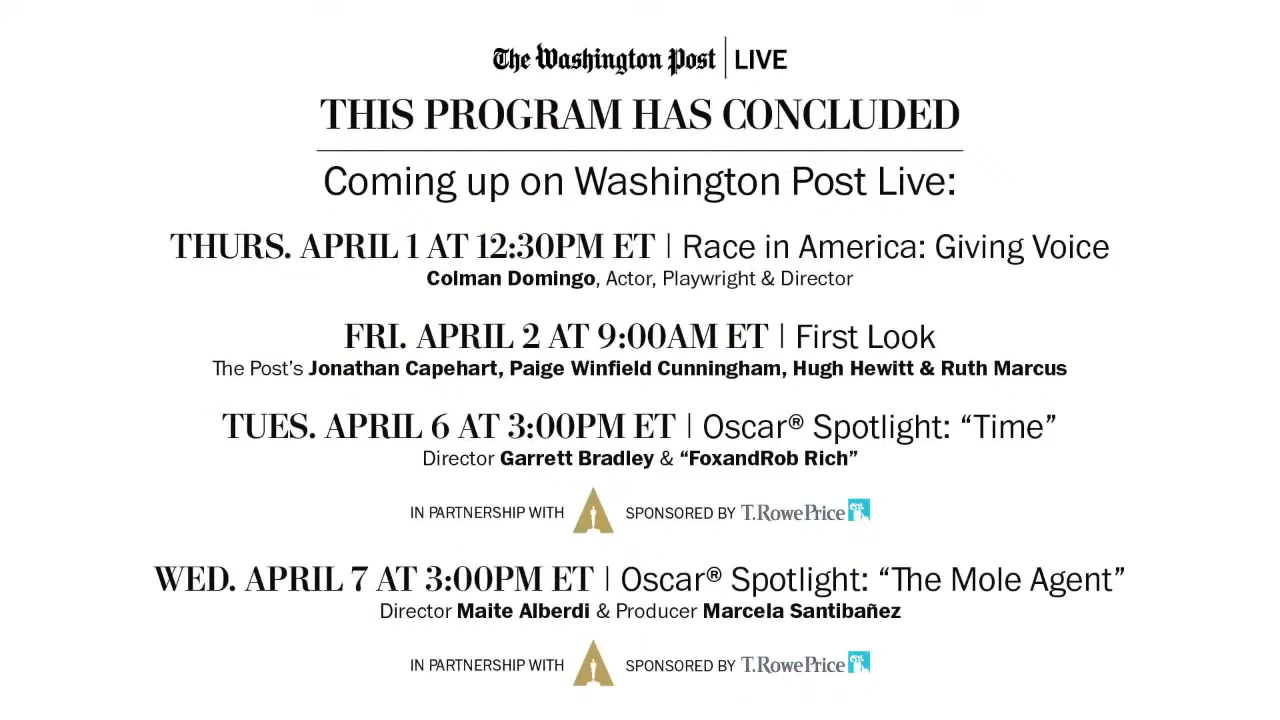 The Washington Post | LIVE
THIS PROGRAM HAS CONCLUDED
Coming up on Washington Post Live:
THURS. APRIL 1 AT 12:30PM ET | Race in America: Giving Voice
Colman Domingo, Actor, Playwright & Director
FRI. APRIL 2 AT 9:00AM ET | First Look
The Post's Jonathan Capehart, Paige Winfield Cunningham, Hugh Hewitt & Ruth Marcus
TUES. APRIL 6 AT 3:00PM ET | Oscar® Spotlight: “Time”
Director Garrett Bradley & “FoxandRob Rich”
IN PARTNERSHIP WITH SPONSORED BY T.RowePrice
WED. APRIL 7 AT 3:00PM ET | Oscar® Spotlight: “The Mole Agent”
Director Maite Alberdi & Producer Marcela Santibañez
IN PARTNERSHIP WITH SPONSORED BY T.RowePrice